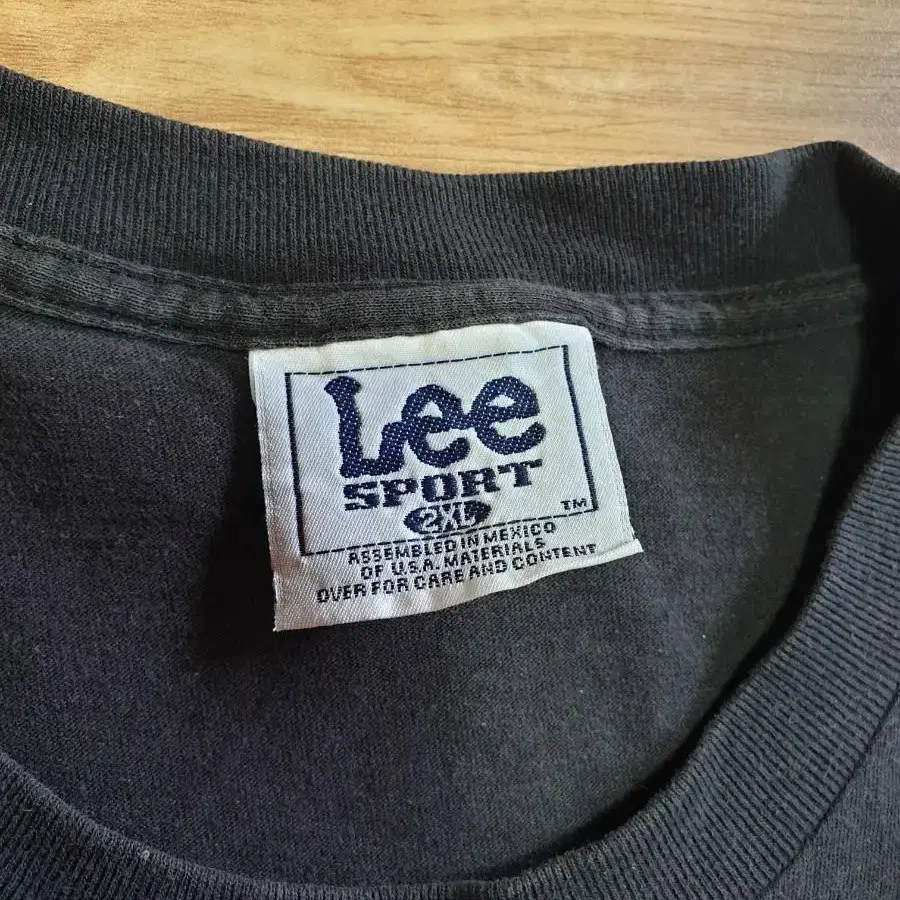 Lee
SPORT
2XL
TM
ASSEMBLED IN MEXICO
OF U.S.A. MATERIALS
OVER FOR CARE AND CONTENT